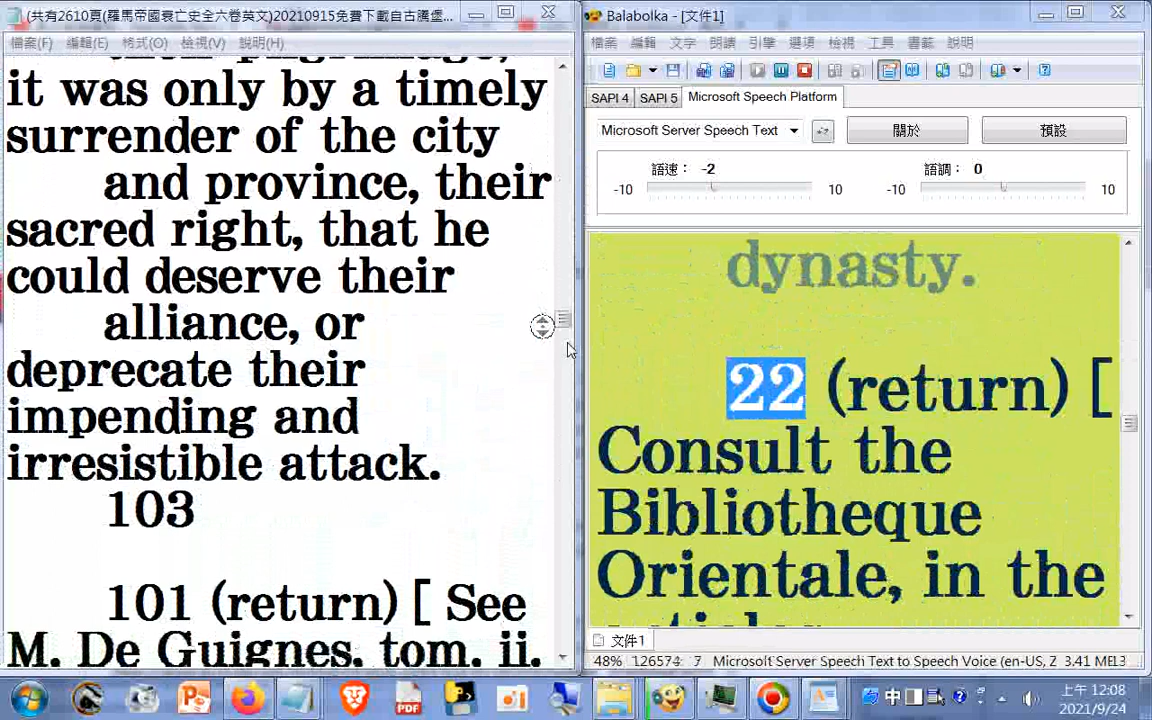 (共有2610頁(羅馬帝國衰亡史全六卷英文)20210915免費下載自古騰堡...
檔案(F) 編輯(E) 格式(O) 檢視(V) 說明(H)
their pilgrimage,
it was only by a timely
surrender of the city
and province, their
sacred right, that he
could deserve their
alliance, or
deprecate their
impending and
irresistible attack.
103
101 (return) [ See
M. De Guignes, tom. ii.
Balabolka - [文件1]
檔案 編輯 文字 朗讀 引擎 選項 檢視 工具 書籤 說明
SAPI 4 SAPI 5 Microsoft Speech Platform
Microsoft Server Speech Text 關於 預設
語速： -2 語調： 0
-10 10 -10 10
dynasty.
22 (return) [
Consult the
Bibliotheque
Orientale, in the
文件1
48% 126574: 7 Microsoft Server Speech Text to Speech Voice (en-US, Z 3.41 МБ
中
上午 12:08
2021/9/24